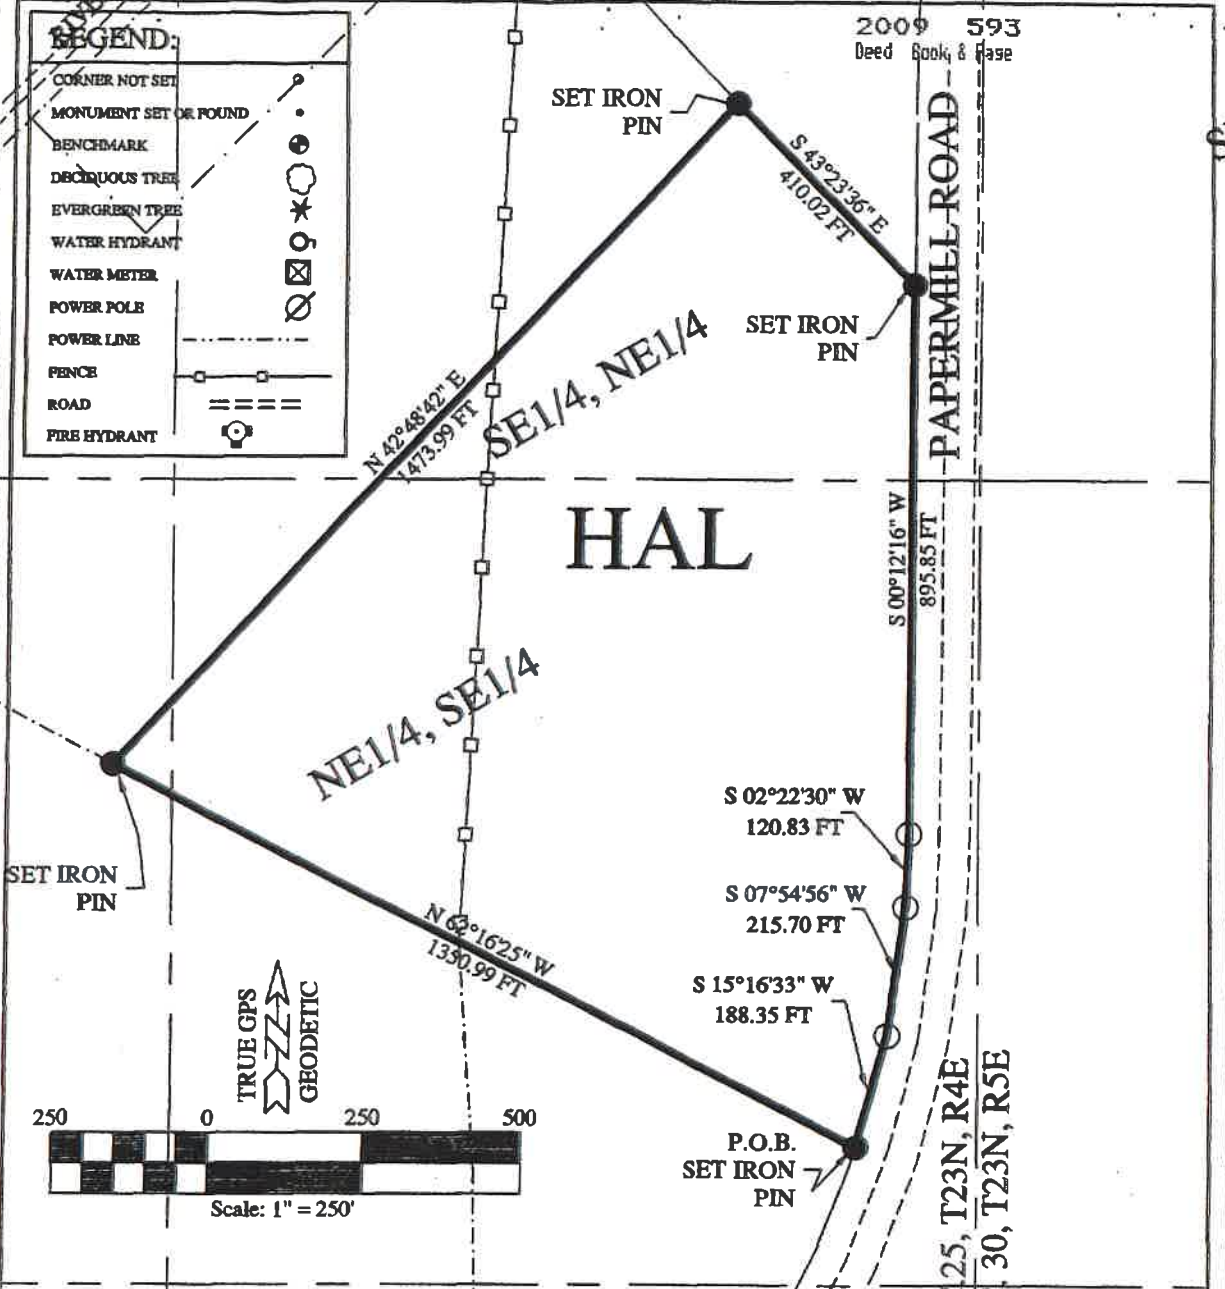 LEGEND:
CORNER NOT SET
MONUMENT SET OR FOUND
BENCHMARK
DECIDUOUS TREE
EVERGREEN TREE
WATER HYDRANT
WATER METER
POWER POLE
POWER LINE
FENCE
ROAD
FIRE HYDRANT
2009 593
Deed Book & Page
SET IRON
PIN
S 43°23'36" E
410.02 FT
PAPERMILL ROAD
SET IRON
PIN
N 42°48'42" E
1473.99 FT
SE1/4, NE1/4
HAL
S 00°12'16" W
895.85 FT
NE1/4, SE1/4
S 02°22'30" W
120.83 FT
SET IRON
PIN
S 07°54'56" W
215.70 FT
N 62°16'25" W
1350.99 FT
S 15°16'33" W
188.35 FT
TRUE GPS
GEODETIC
N
250 0 250 500
Scale: 1" = 250'
P.O.B.
SET IRON
PIN
25, T23N, R4E
30, T23N, R5E